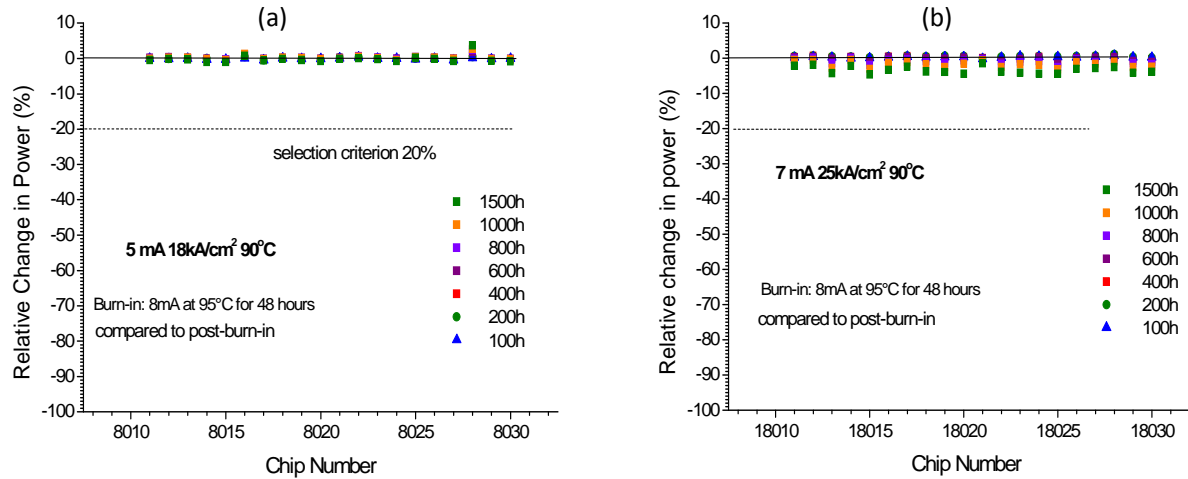 (a)
10
0
-10
-20
-30
-40
-50
-60
-70
-80
-90
-100
Relative Change in Power (%)
selection criterion 20%
5 mA 18kA/cm² 90°C
Burn-in: 8mA at 95°C for 48 hours
compared to post-burn-in
1500h
1000h
800h
600h
400h
200h
100h
8010 8015 8020 8025 8030
Chip Number
(b)
10
0
-10
-20
-30
-40
-50
-60
-70
-80
-90
-100
Relative change in power (%)
7 mA 25kA/cm² 90°C
Burn-in: 8mA at 95°C for 48 hours
compared to post-burn-in
1500h
1000h
800h
600h
400h
200h
100h
18010 18015 18020 18025 18030
Chip Number